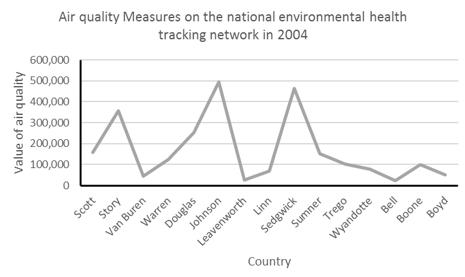 Air quality Measures on the national environmental health
tracking network in 2004
Value of air quality
600,000
500,000
400,000
300,000
200,000
100,000
0
Scott
Story
Van Buren
Warren
Douglas
Johnson
Leavenworth
Linn
Sedgwick
Sumner
Trego
Wyandotte
Bell
Boone
Boyd
Country